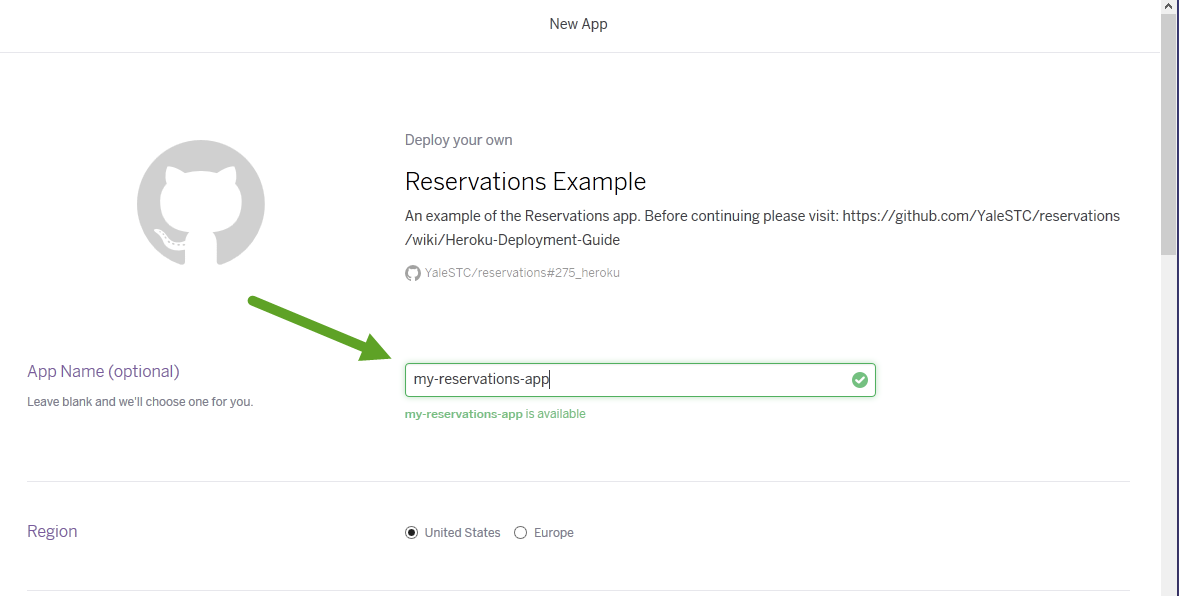 New App
Deploy your own
Reservations Example
An example of the Reservations app. Before continuing please visit: https://github.com/YaleSTC/reservations
/wiki/Heroku-Deployment-Guide
YaleSTC/reservations#275_heroku
App Name (optional)
Leave blank and we'll choose one for you.
my-reservations-app
my-reservations-app is available
Region
United States
Europe